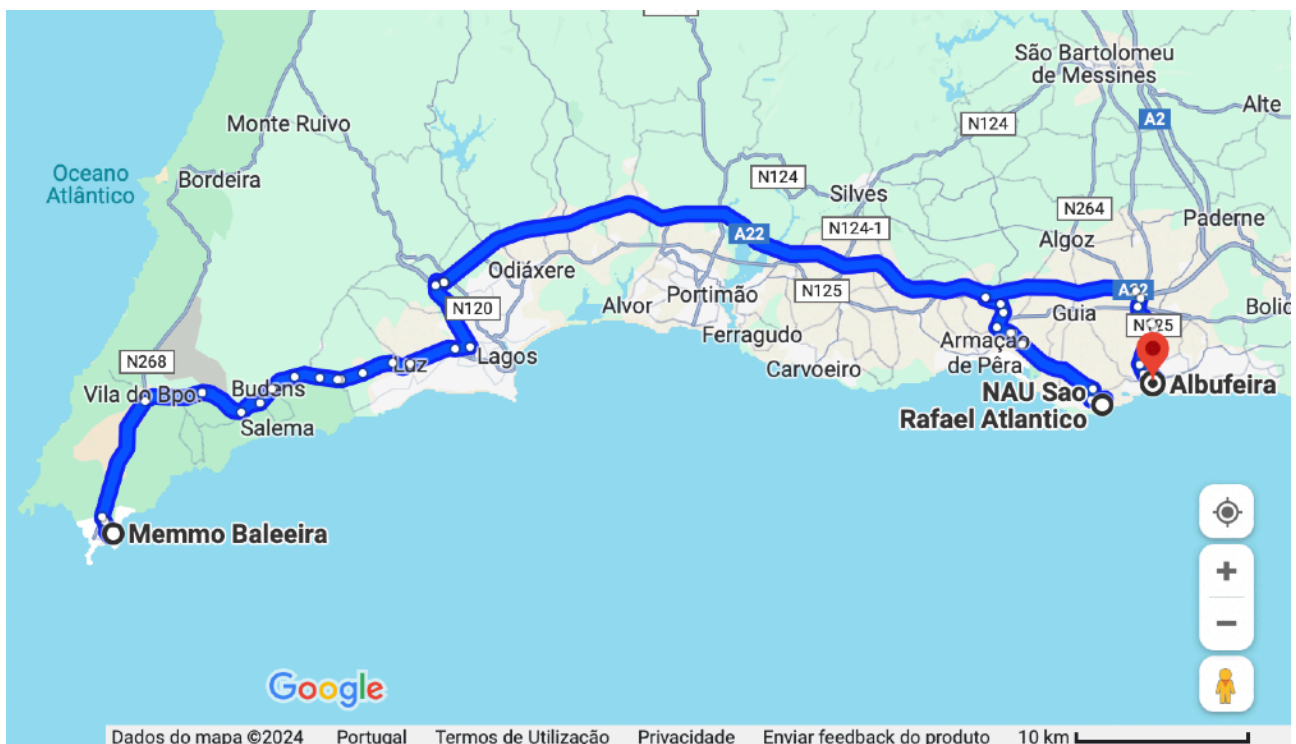 São Bartolomeu
de Messines
Alte
A2
N124
Monte Ruivo
Oceano
Atlântico
Bordeira
N124
Silves
N264
Paderne
A22
N124-1
Algoz
Odiáxere
Portimão
N125
A22
N120
Alvor
Guia
Bolic
Ferragudo
N125
N268
Lagos
Armação
de Pêra
Luz
Carvoeiro
Vila do Bpo.
Budens
NAU Sao
Rafael Atlantico
Albufeira
Salema
Memmo Baleeira
Google
Dados do mapa ©2024 Portugal Termos de Utilização Privacidade Enviar feedback do produto 10 km